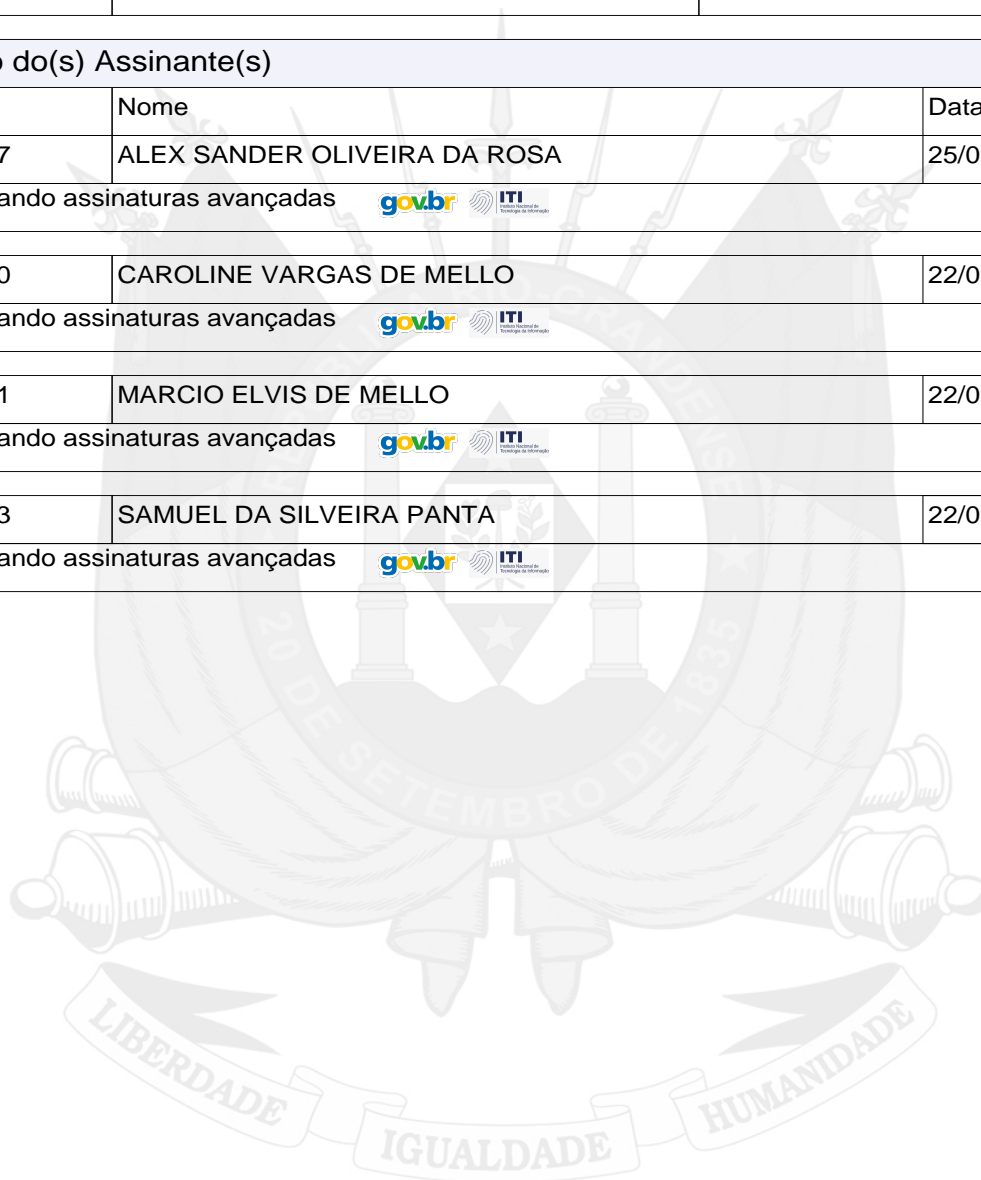 o do(s) Assinante(s)
Nome Data
7 ALEX SANDER OLIVEIRA DA ROSA 25/0
ando assinaturas avançadas gov.br ITI
0 CAROLINE VARGAS DE MELLO 22/0
ando assinaturas avançadas gov.br ITI
1 MARCIO ELVIS DE MELLO 22/0
ando assinaturas avançadas gov.br ITI
3 SAMUEL DA SILVEIRA PANTA 22/0
ando assinaturas avançadas gov.br ITI
REPÚBLICA RIO-GRANDENSE
20 DE SETEMBRO DE 1835
LIBERDADE IGUALDADE HUMANIDADE